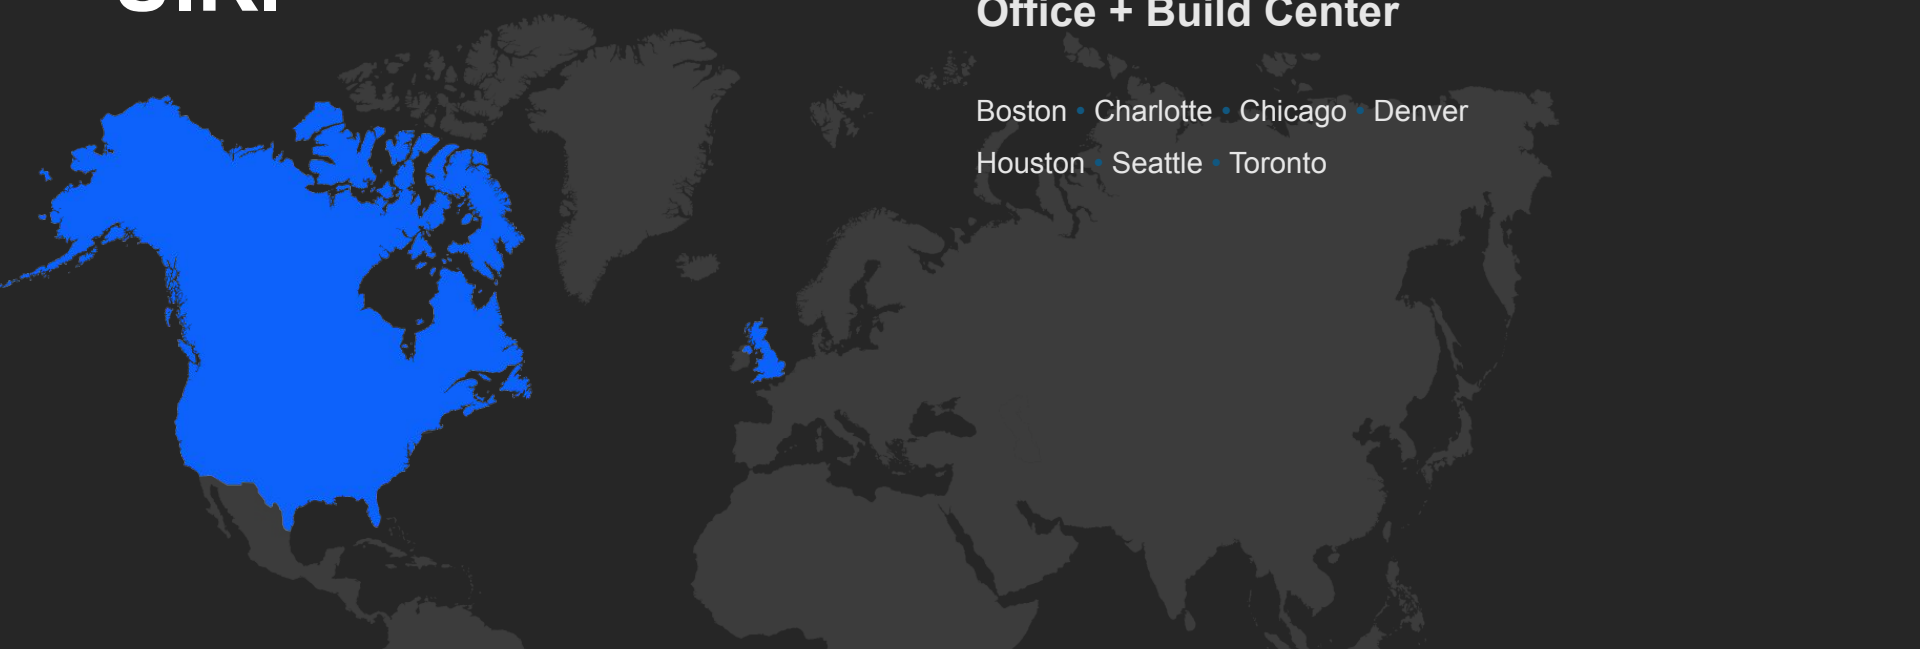 Office + Build Center
Boston • Charlotte • Chicago • Denver
Houston • Seattle • Toronto